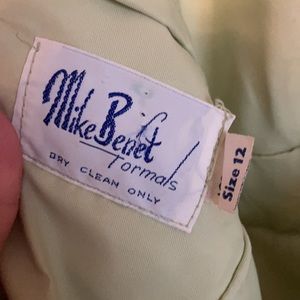 Mike Benet
Formals
DRY CLEAN ONLY
Size 12